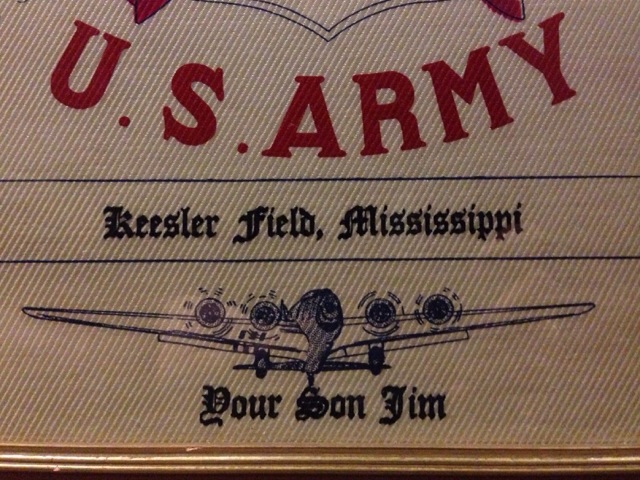 U.S.ARMY
Keesler Field, Mississippi
Your Son Jim